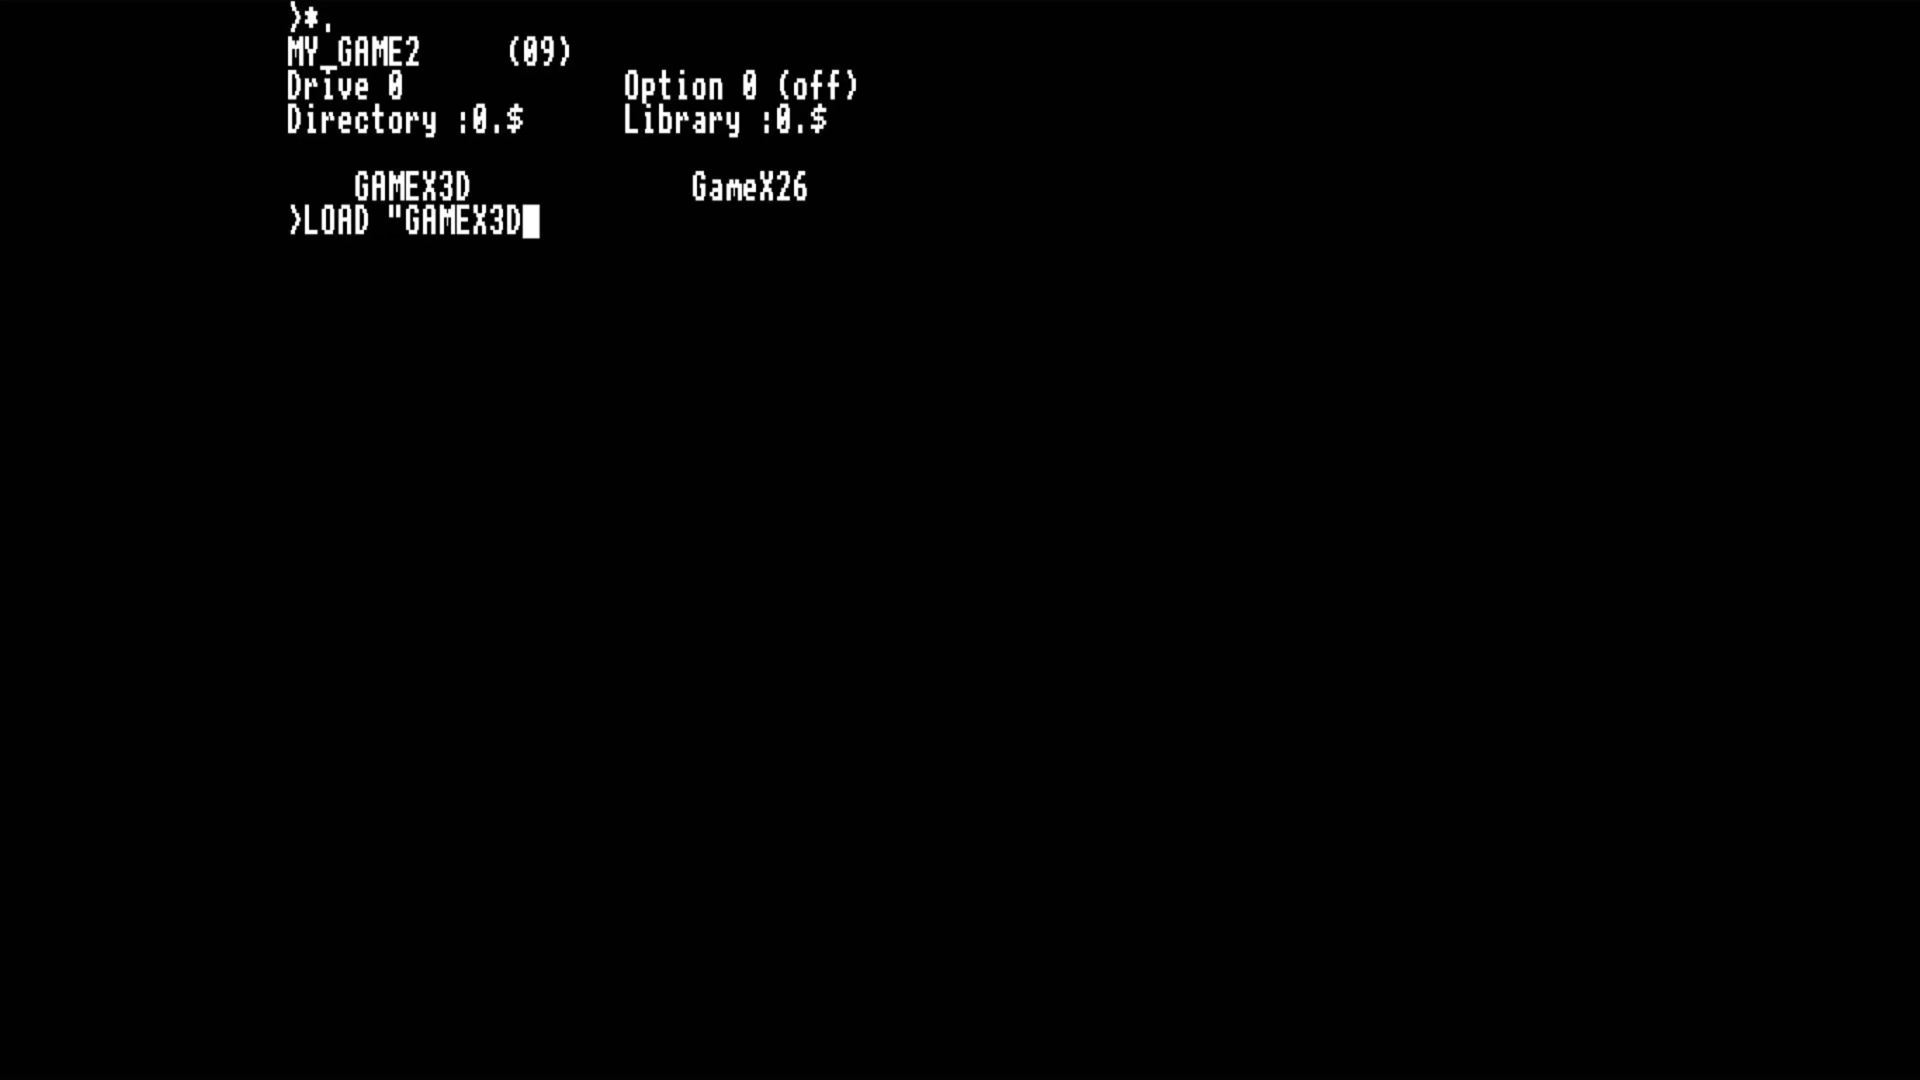 >*.
MY_GAME2 (09)
Drive 0 Option 0 (off)
Directory :0.$ Library :0.$
GAMEX3D GameX26
>LOAD "GAMEX3D